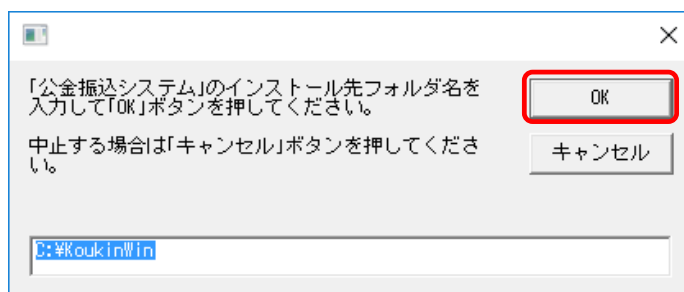 「公金振込システム」のインストール先フォルダ名を
入力して「OK」ボタンを押してください。
OK
中止する場合は「キャンセル」ボタンを押してくださ
い。
キャンセル
C:¥KoukinWin